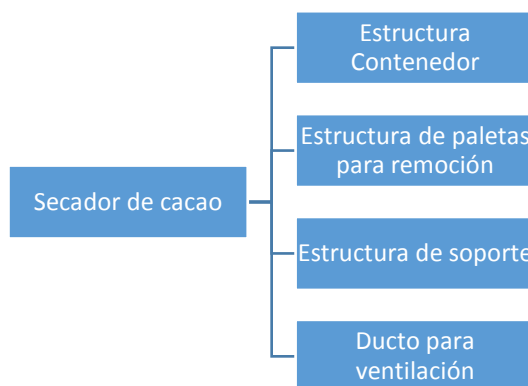 Estructura
Contenedor
Estructura de paletas
para remoción
Secador de cacao
Estructura de soporte
Ducto para
ventilación